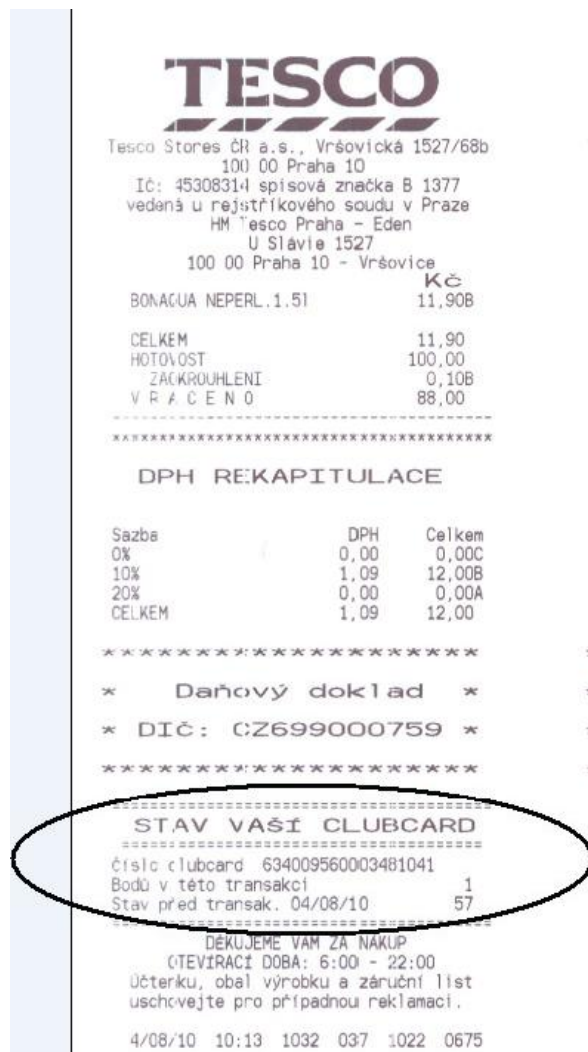 TESCO
Tesco Stores ČR a.s., Vršovická 1527/68b
100 00 Praha 10
IČ: 45308314 spisová značka B 1377
vedená u rejstříkového soudu v Praze
HM Tesco Praha - Eden
U Slávie 1527
100 00 Praha 10 - Vršovice
Kč
BONAQUA NEPERL.1.5l 11,90B
CELKEM 11,90
HOTOVOST 100,00
ZAOKROUHLENI 0,10B
V R A C E N O 88,00
----------------------------------------
****************************************
DPH REKAPITULACE
Sazba DPH Celkem
0% 0,00 0,00C
10% 1,09 12,00B
20% 0,00 0,00A
CELKEM 1,09 12,00
**********************
* Daňový doklad *
* DIč: CZ699000759 *
**********************
========================================
STAV VAší CLUBCARD
========================================
číslo clubcard 634009560003481041
Bodů v této transakcí 1
Stav před transak. 04/08/10 57
========================================
DĚKUJEME VÁM ZA NÁKUP
OTEVÍRACÍ DOBA: 6:00 - 22:00
Účtenku, obal výrobku a záruční list
uschovejte pro případnou reklamaci.
4/08/10 10:13 1032 037 1022 0675